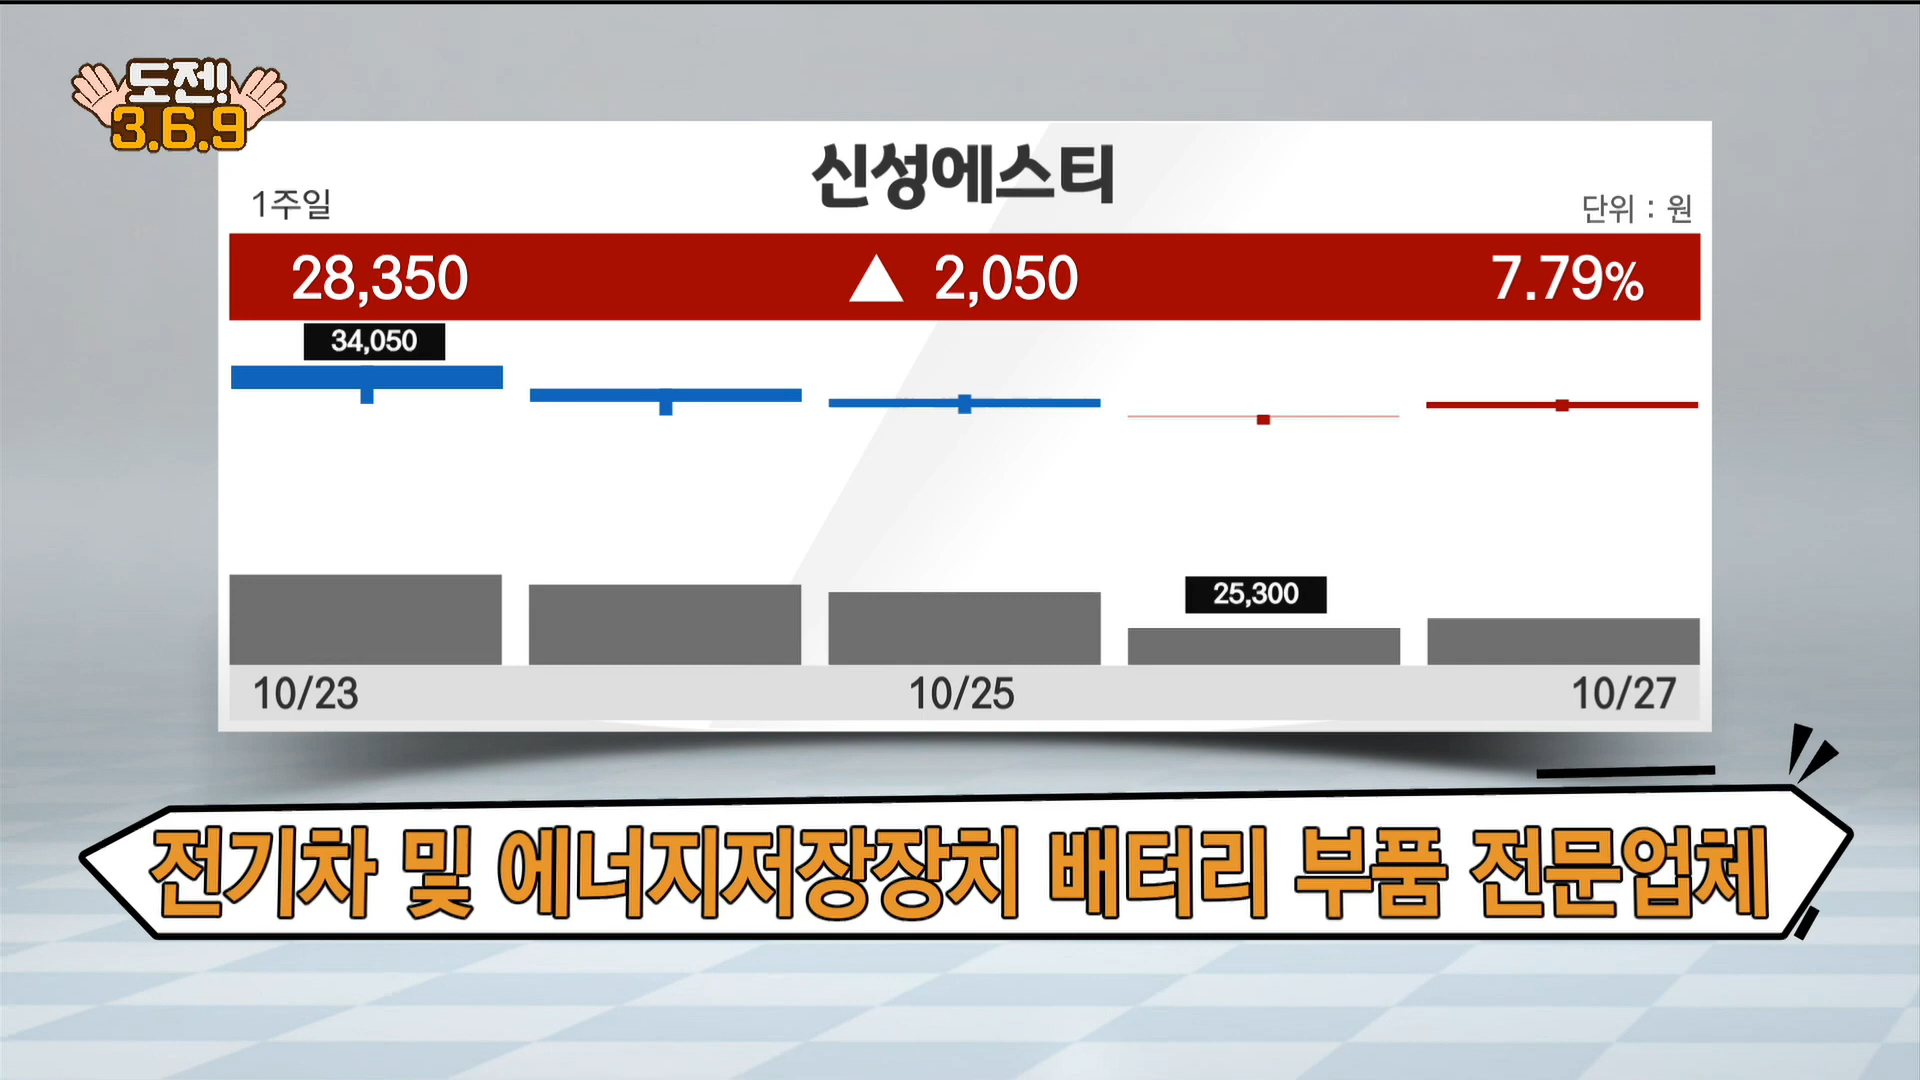 도전!
3.6.9
신성에스티
1주일
단위 : 원
28,350 ▲ 2,050 7.79%
34,050
25,300
10/23 10/25 10/27
전기차 및 에너지저장장치 배터리 부품 전문업체